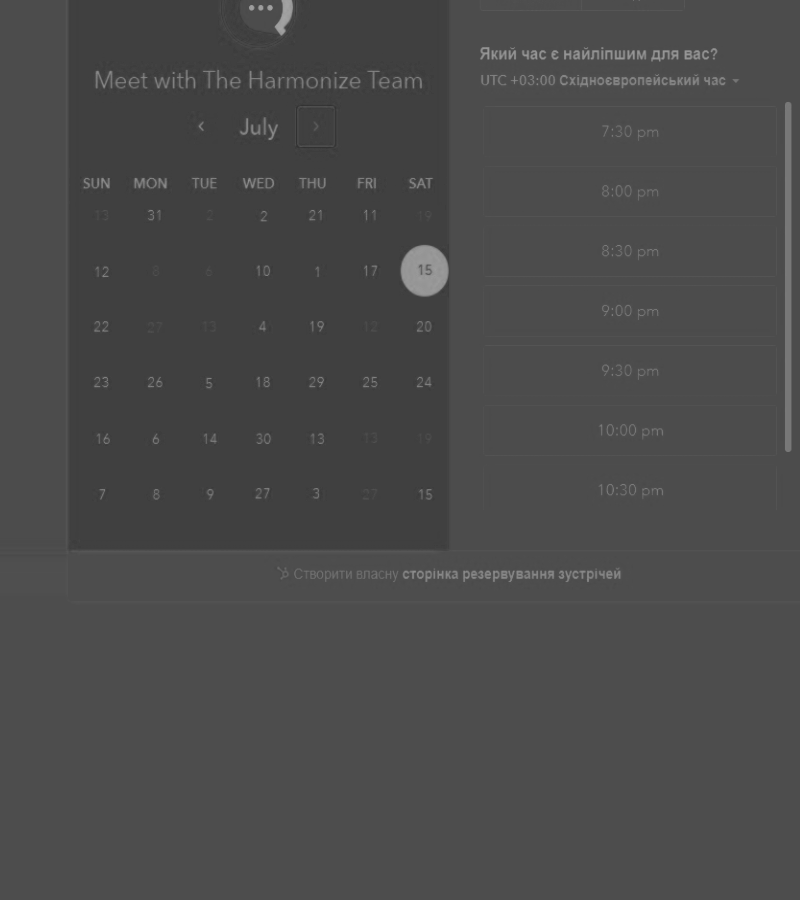 Meet with The Harmonize Team
‹ July ›
SUN MON TUE WED THU FRI SAT
13 31 2 2 21 11 19
12 8 6 10 1 17 15
22 27 13 4 19 12 20
23 26 5 18 29 25 24
16 6 14 30 13 13 19
7 8 9 27 3 27 15
Який час є найліпшим для вас?
UTC +03:00 Східноєвропейський час
7:30 pm
8:00 pm
8:30 pm
9:00 pm
9:30 pm
10:00 pm
10:30 pm
Створити власну сторінка резервування зустрічей